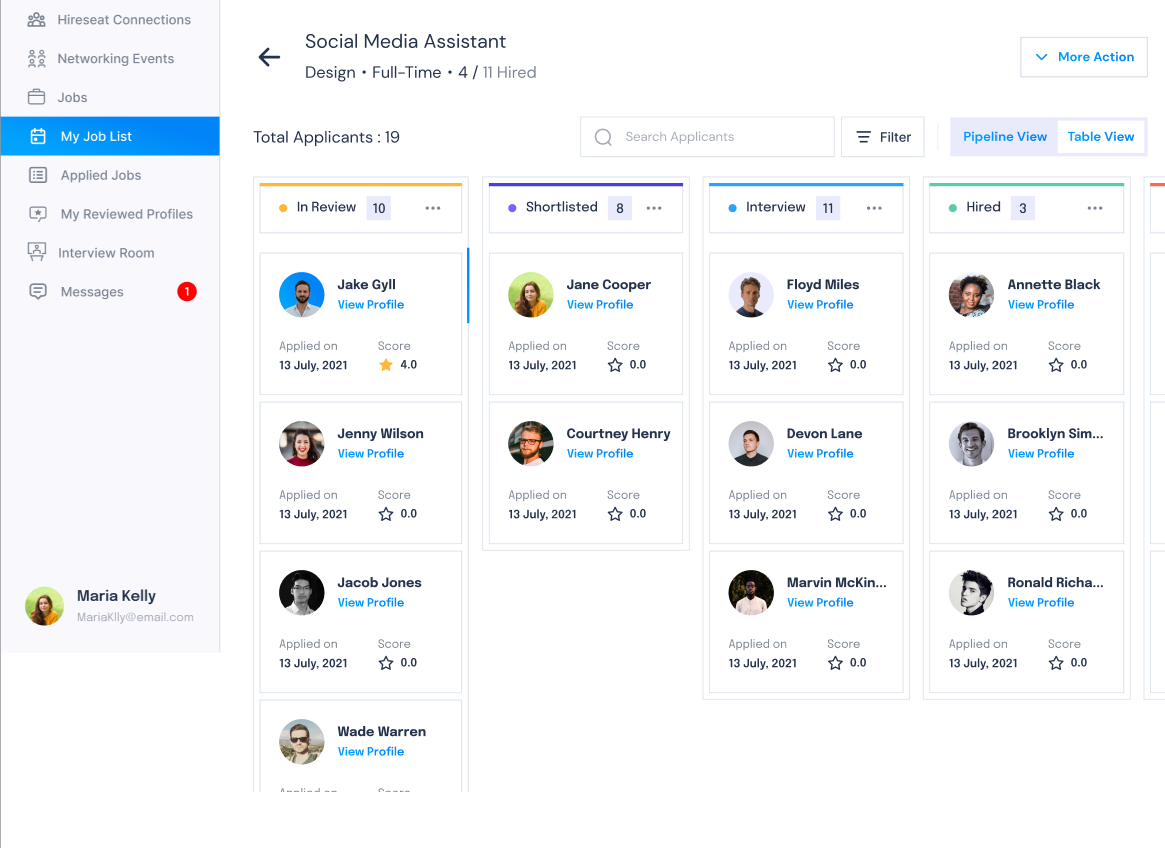 Hireseat Connections
Networking Events
Jobs
My Job List
Applied Jobs
My Reviewed Profiles
Interview Room
Messages 1
Maria Kelly
MariaKlly@email.com
Social Media Assistant
Design • Full-Time • 4 / 11 Hired
More Action
Total Applicants : 19
Search Applicants
Filter
Pipeline View
Table View
In Review 10
Jake Gyll
View Profile
Applied on Score
13 July, 2021 4.0
Jenny Wilson
View Profile
Applied on Score
13 July, 2021 0.0
Jacob Jones
View Profile
Applied on Score
13 July, 2021 0.0
Wade Warren
View Profile
Applied on Score
Shortlisted 8
Jane Cooper
View Profile
Applied on Score
13 July, 2021 0.0
Courtney Henry
View Profile
Applied on Score
13 July, 2021 0.0
Interview 11
Floyd Miles
View Profile
Applied on Score
13 July, 2021 0.0
Devon Lane
View Profile
Applied on Score
13 July, 2021 0.0
Marvin McKin...
View Profile
Applied on Score
13 July, 2021 0.0
Hired 3
Annette Black
View Profile
Applied on Score
13 July, 2021 0.0
Brooklyn Sim...
View Profile
Applied on Score
13 July, 2021 0.0
Ronald Richa...
View Profile
Applied on Score
13 July, 2021 0.0